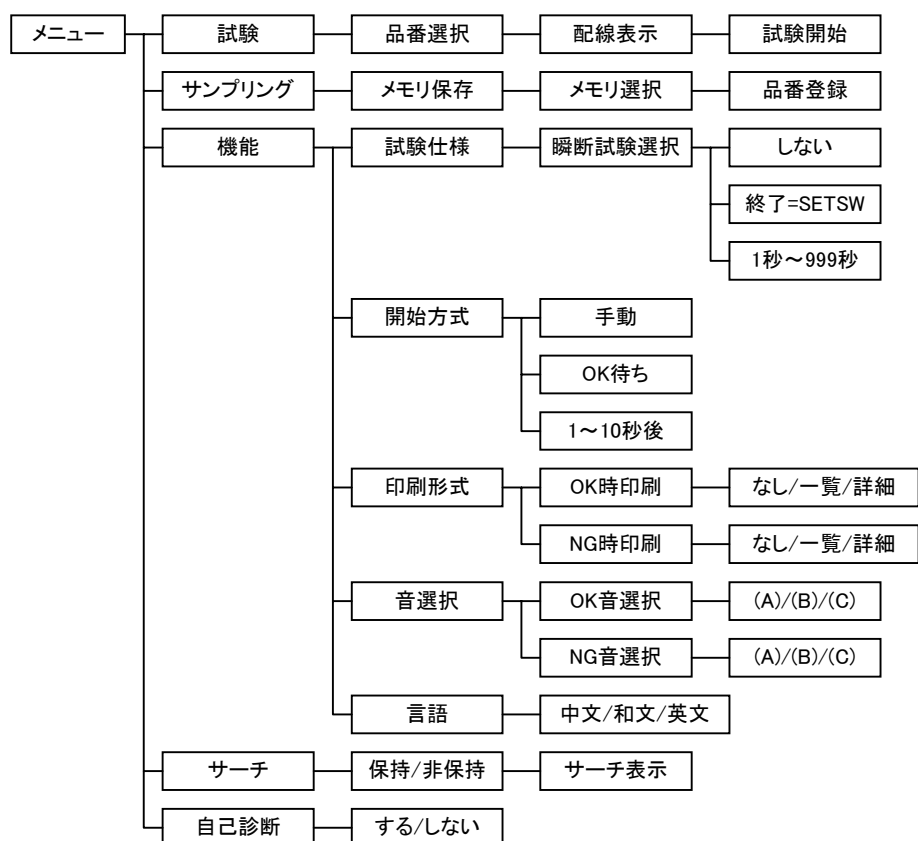 メニュー
試験
品番選択
配線表示
試験開始
サンプリング
メモリ保存
メモリ選択
品番登録
機能
試験仕様
瞬断試験選択
しない
終了=SETSW
1秒～999秒
開始方式
手動
OK待ち
1～10秒後
印刷形式
OK時印刷
なし/一覧/詳細
NG時印刷
なし/一覧/詳細
音選択
OK音選択
(A)/(B)/(C)
NG音選択
(A)/(B)/(C)
言語
中文/和文/英文
サーチ
保持/非保持
サーチ表示
自己診断
する/しない